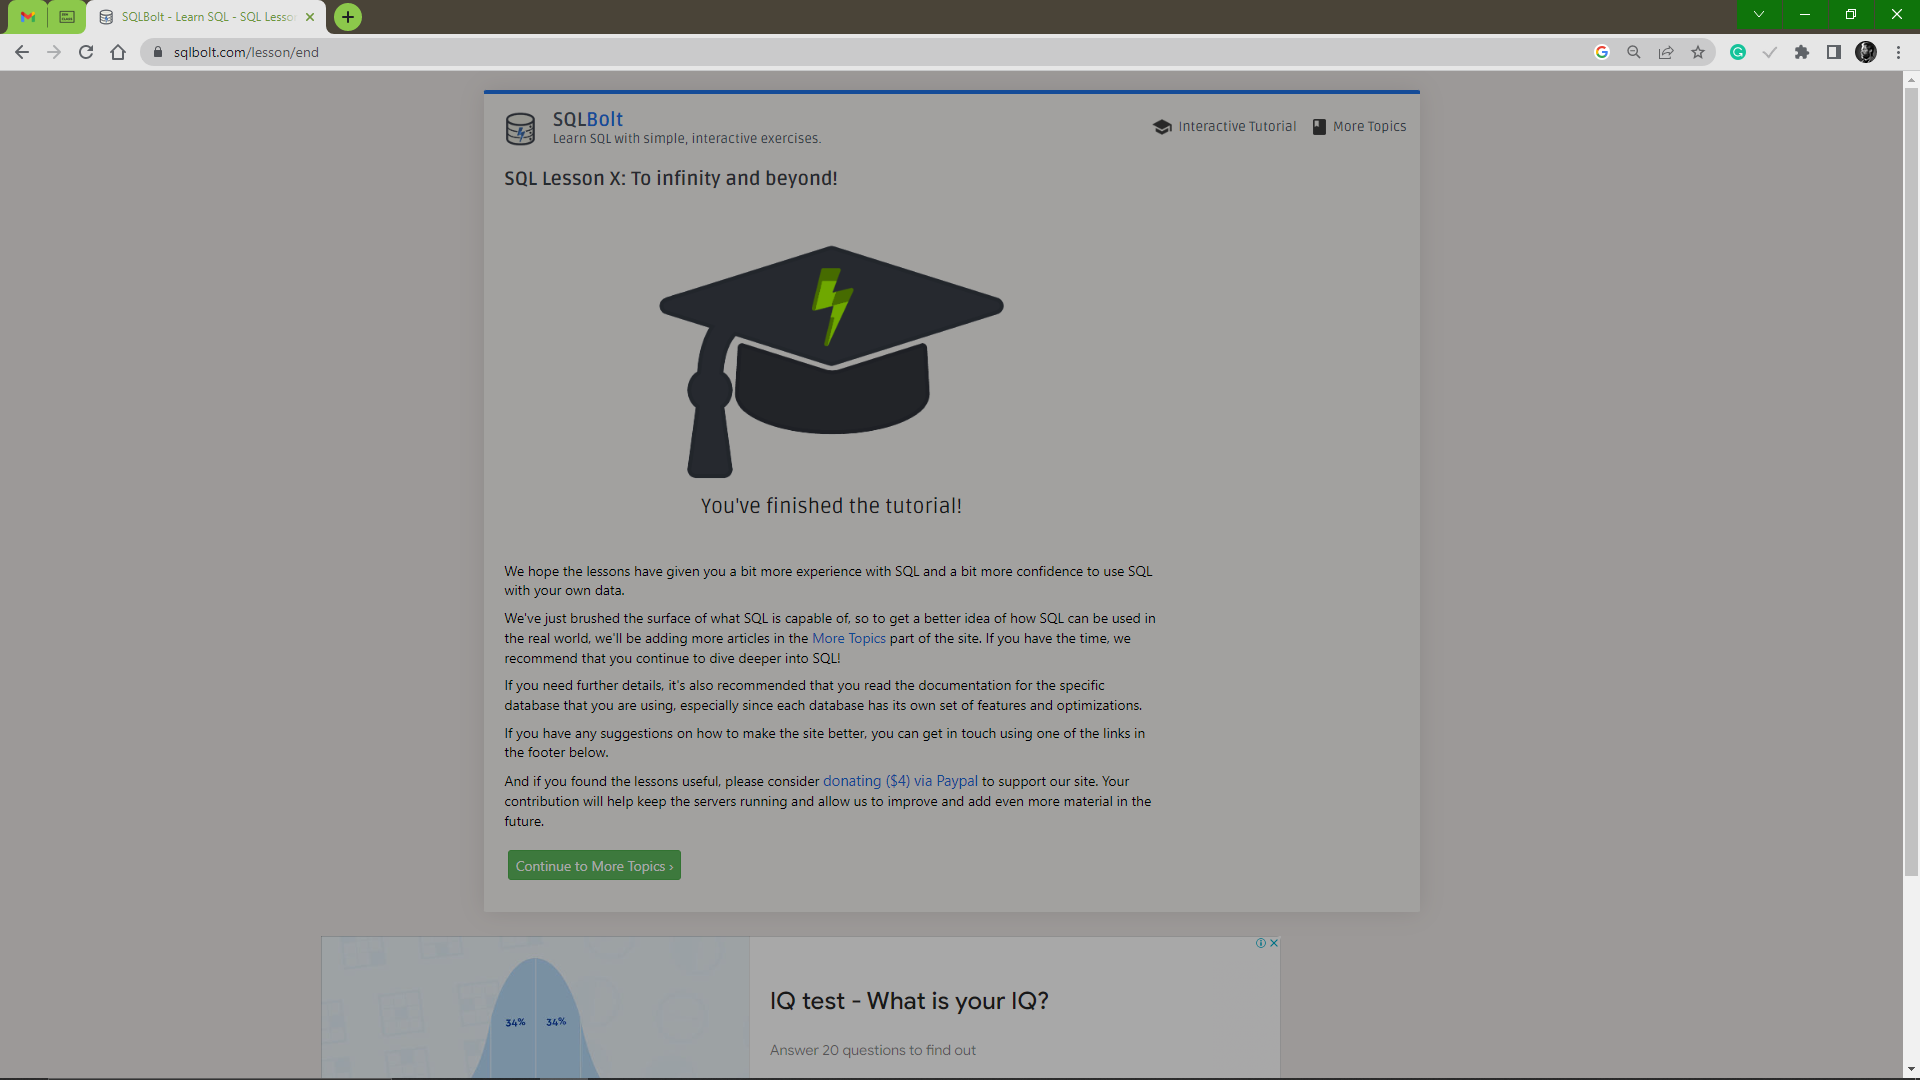 SQLBolt - Learn SQL - SQL Lesso
sqlbolt.com/lesson/end
SQLBolt
Learn SQL with simple, interactive exercises.
Interactive Tutorial
More Topics
SQL Lesson X: To infinity and beyond!
You've finished the tutorial!
We hope the lessons have given you a bit more experience with SQL and a bit more confidence to use SQL
with your own data.
We've just brushed the surface of what SQL is capable of, so to get a better idea of how SQL can be used in
the real world, we'll be adding more articles in the More Topics part of the site. If you have the time, we
recommend that you continue to dive deeper into SQL!
If you need further details, it's also recommended that you read the documentation for the specific
database that you are using, especially since each database has its own set of features and optimizations.
If you have any suggestions on how to make the site better, you can get in touch using one of the links in
the footer below.
And if you found the lessons useful, please consider donating ($4) via Paypal to support our site. Your
contribution will help keep the servers running and allow us to improve and add even more material in the
future.
Continue to More Topics ›
34% 34%
IQ test - What is your IQ?
Answer 20 questions to find out